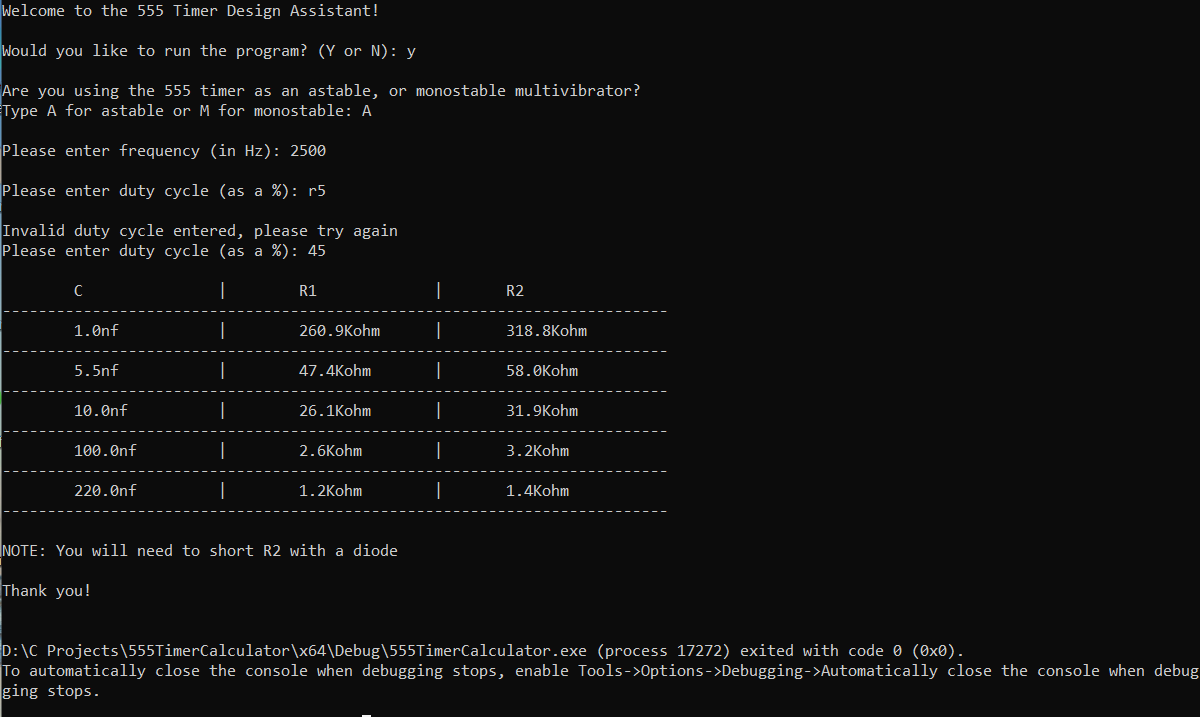 Welcome to the 555 Timer Design Assistant!
Would you like to run the program? (Y or N): y
Are you using the 555 timer as an astable, or monostable multivibrator?
Type A for astable or M for monostable: A
Please enter frequency (in Hz): 2500
Please enter duty cycle (as a %): r5
Invalid duty cycle entered, please try again
Please enter duty cycle (as a %): 45
C | R1 | R2
--------------------------------------------------------------------------
1.0nf | 260.9Kohm | 318.8Kohm
--------------------------------------------------------------------------
5.5nf | 47.4Kohm | 58.0Kohm
--------------------------------------------------------------------------
10.0nf | 26.1Kohm | 31.9Kohm
--------------------------------------------------------------------------
100.0nf | 2.6Kohm | 3.2Kohm
--------------------------------------------------------------------------
220.0nf | 1.2Kohm | 1.4Kohm
--------------------------------------------------------------------------
NOTE: You will need to short R2 with a diode
Thank you!
D:\C Projects\555TimerCalculator\x64\Debug\555TimerCalculator.exe (process 17272) exited with code 0 (0x0).
To automatically close the console when debugging stops, enable Tools->Options->Debugging->Automatically close the console when debug
ging stops.